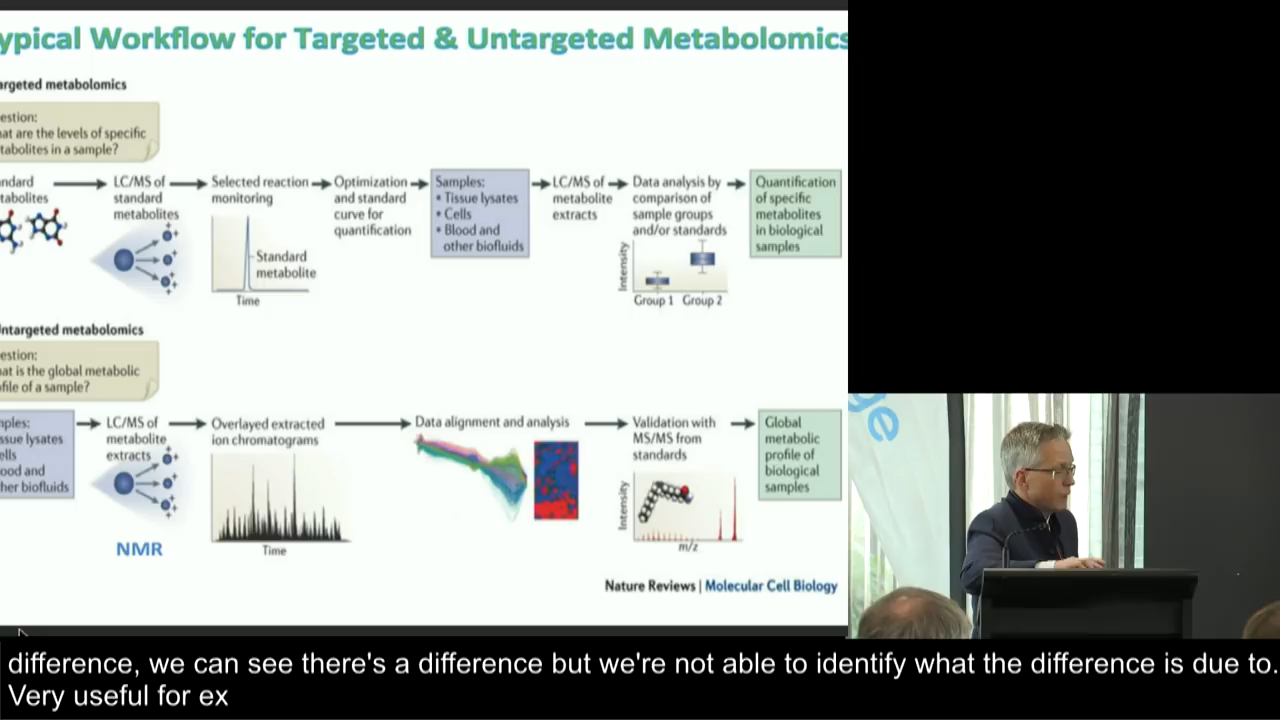 ypical Workflow for Targeted & Untargeted Metabolomics
argeted metabolomics
estion:
at are the levels of specific
tabolites in a sample?
ndard
tabolites
LC/MS of
standard
metabolites
Selected reaction
monitoring
Standard
metabolite
Time
Optimization
and standard
curve for
quantification
Samples:
• Tissue lysates
• Cells
• Blood and
other biofluids
LC/MS of
metabolite
extracts
Data analysis by
comparison of
sample groups
and/or standards
Intensity
Group 1 Group 2
Quantification
of specific
metabolites
in biological
samples
ntargeted metabolomics
estion:
at is the global metabolic
file of a sample?
ples:
ssue lysates
ells
ood and
her biofluids
LC/MS of
metabolite
extracts
NMR
Overlayed extracted
ion chromatograms
Time
Data alignment and analysis
Validation with
MS/MS from
standards
Intensity
m/z
Global
metabolic
profile of
biological
samples
Nature Reviews | Molecular Cell Biology
ge
difference, we can see there's a difference but we're not able to identify what the difference is due to.
Very useful for ex